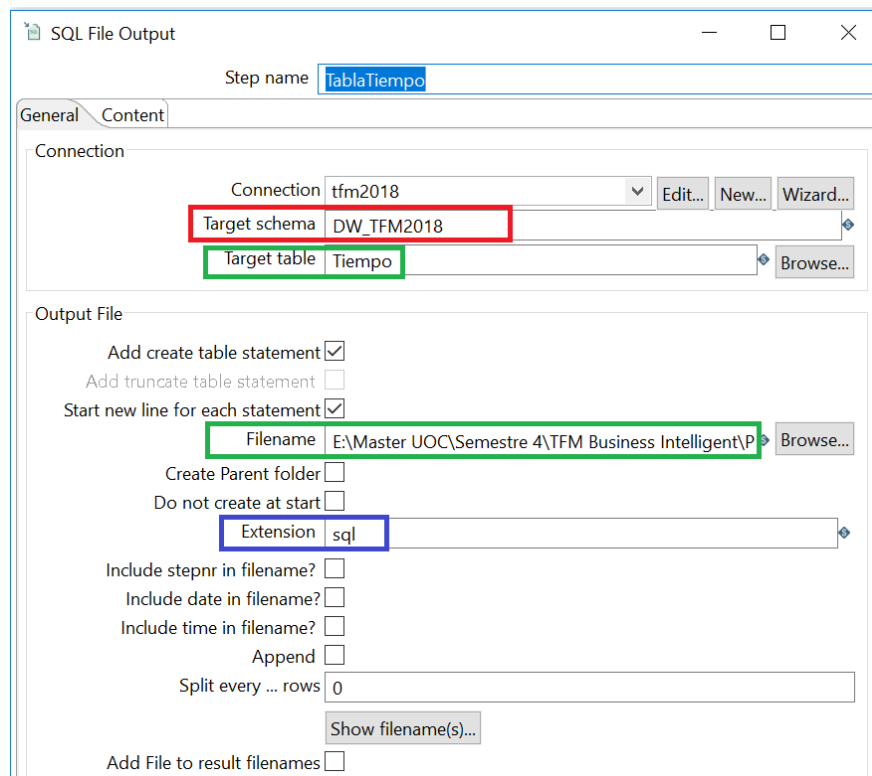 SQL File Output
Step name TablaTiempo
General Content
Connection
Connection tfm2018 Edit... New... Wizard...
Target schema DW_TFM2018
Target table Tiempo Browse...
Output File
Add create table statement
Add truncate table statement
Start new line for each statement
Filename E:\Master UOC\Semestre 4\TFM Business Intelligent\P Browse...
Create Parent folder
Do not create at start
Extension sql
Include stepnr in filename?
Include date in filename?
Include time in filename?
Append
Split every ... rows 0
Show filename(s)...
Add File to result filenames